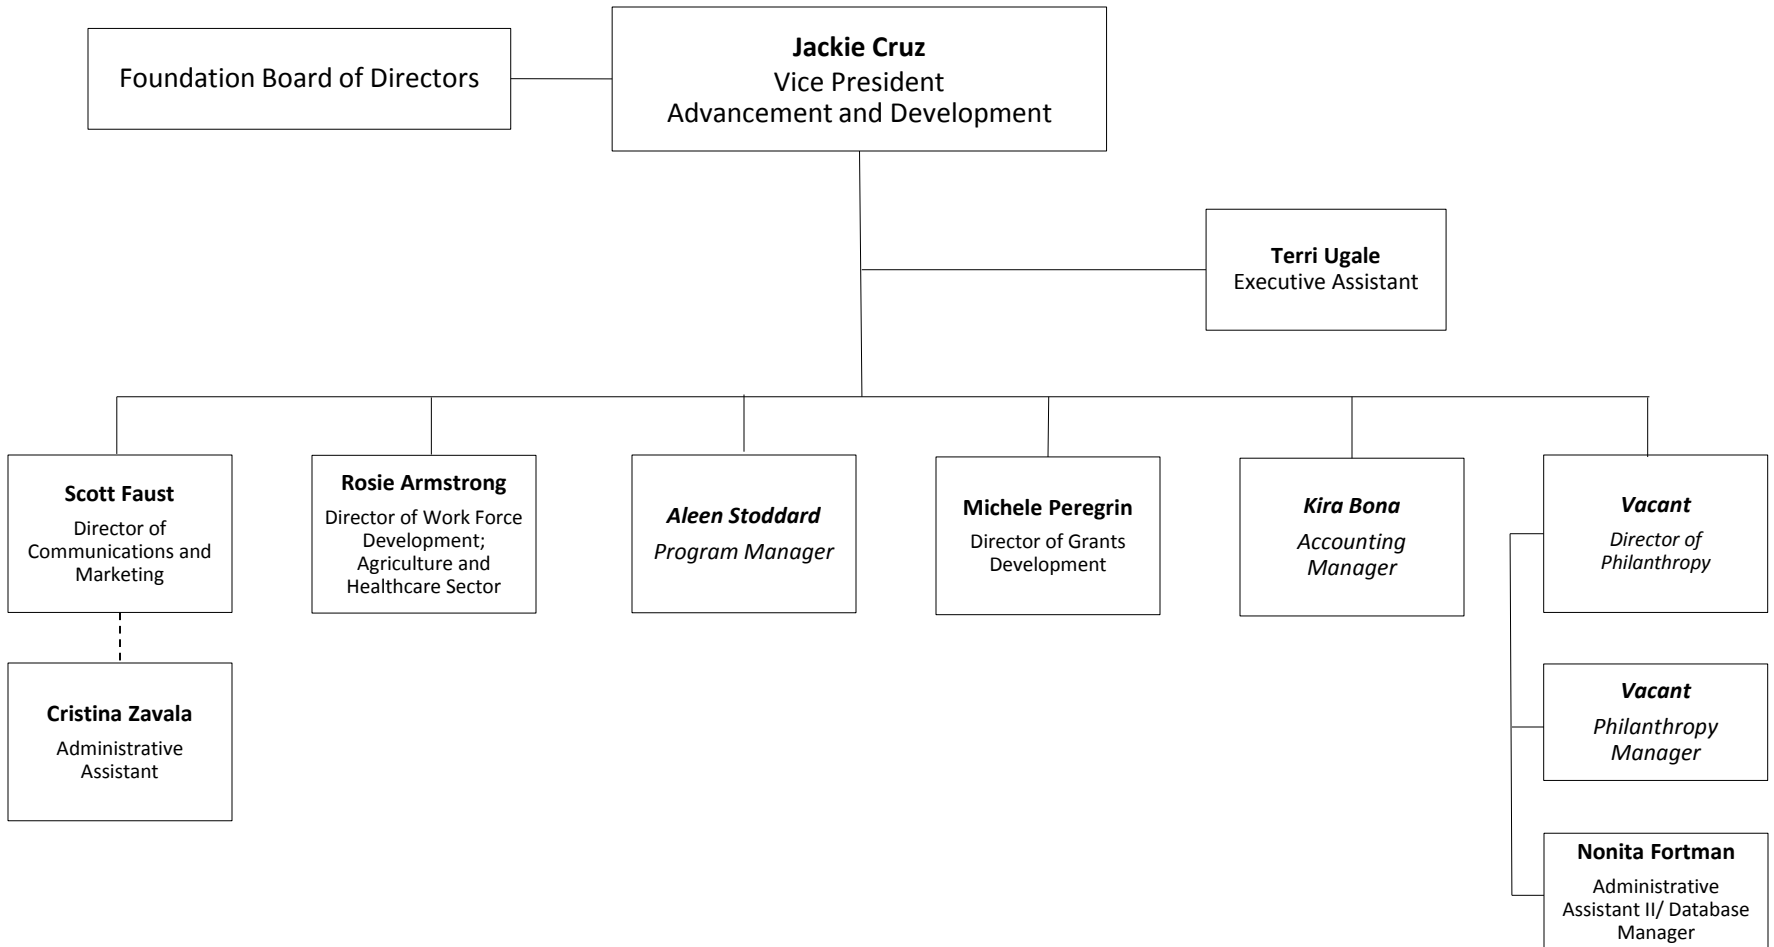 Foundation Board of Directors
Jackie Cruz
Vice President
Advancement and Development
Terri Ugale
Executive Assistant
Scott Faust
Director of
Communications and
Marketing
Rosie Armstrong
Director of Work Force
Development;
Agriculture and
Healthcare Sector
Aleen Stoddard
Program Manager
Michele Peregrin
Director of Grants
Development
Kira Bona
Accounting
Manager
Vacant
Director of
Philanthropy
Cristina Zavala
Administrative
Assistant
Vacant
Philanthropy
Manager
Nonita Fortman
Administrative
Assistant II/ Database
Manager